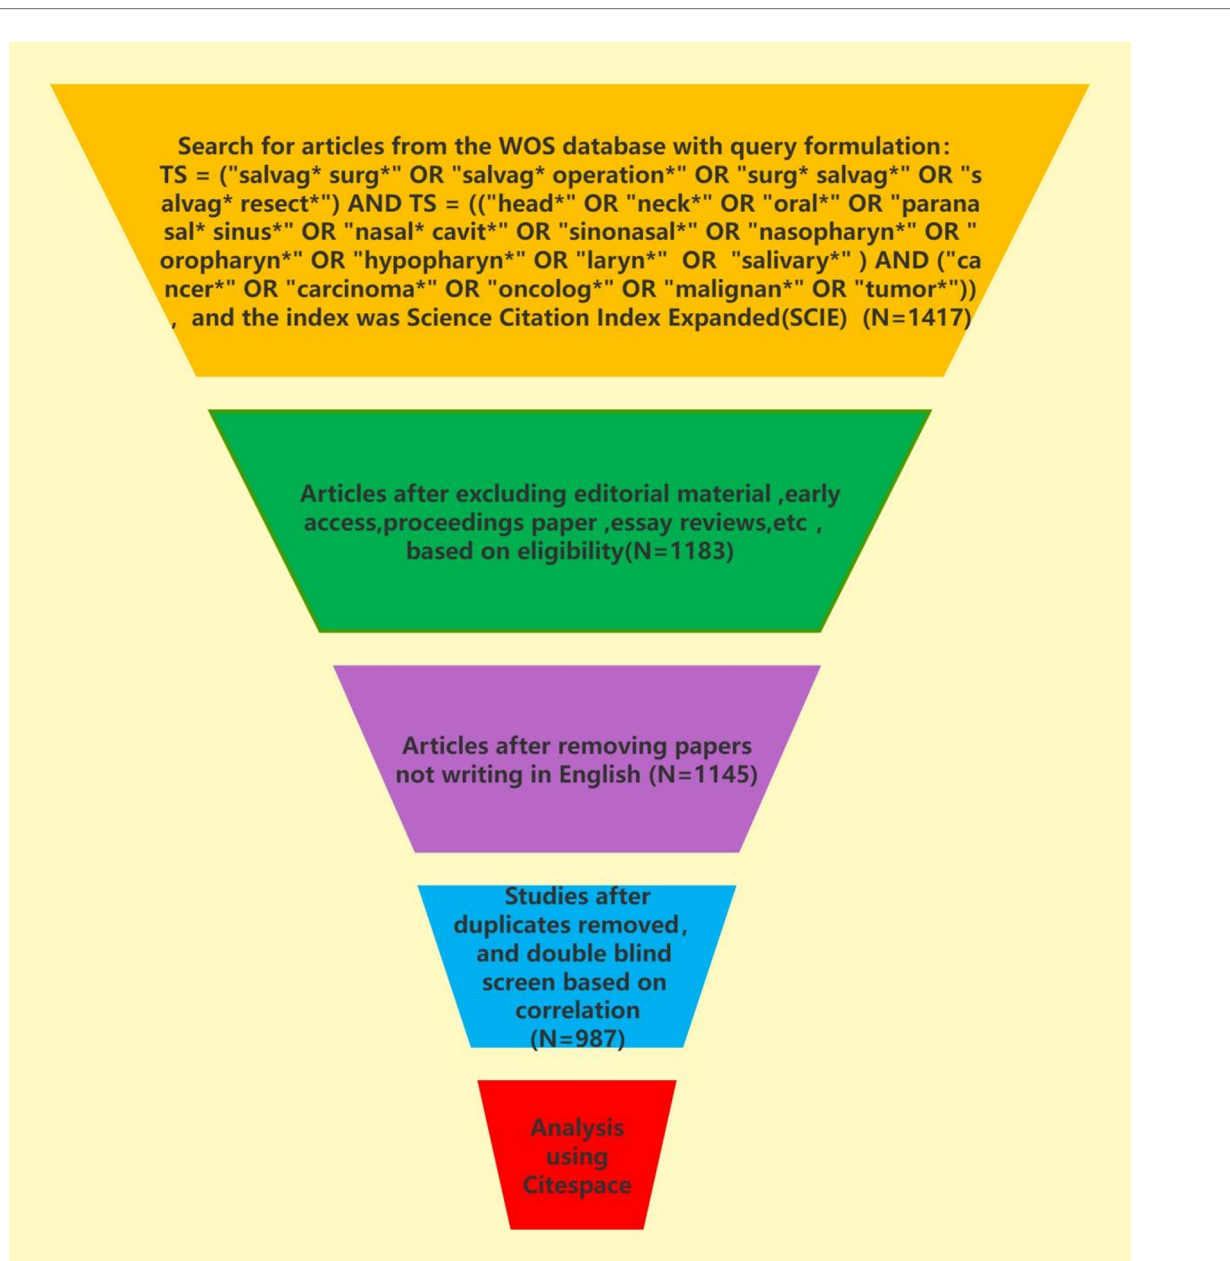 Search for articles from the WOS database with query formulation:
TS = ("salvag* surg*" OR "salvag* operation*" OR "surg* salvag*" OR "s
alvag* resect*") AND TS = (("head*" OR "neck*" OR "oral*" OR "parana
sal* sinus*" OR "nasal* cavit*" OR "sinonasal*" OR "nasopharyn*" OR "
oropharyn*" OR "hypopharyn*" OR "laryn*" OR "salivary*" ) AND ("ca
ncer*" OR "carcinoma*" OR "oncolog*" OR "malignan*" OR "tumor*"))
, and the index was Science Citation Index Expanded(SCIE) (N=1417)
Articles after excluding editorial material ,early
access,proceedings paper ,essay reviews,etc ,
based on eligibility(N=1183)
Articles after removing papers
not writing in English (N=1145)
Studies after
duplicates removed,
and double blind
screen based on
correlation
(N=987)
Analysis
using
Citespace